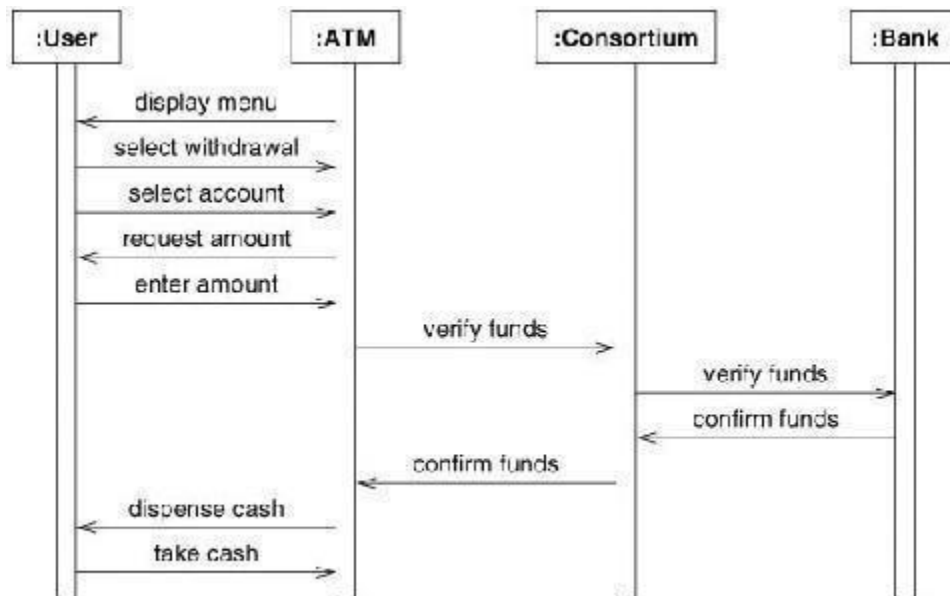 :User
:ATM
:Consortium
:Bank
display menu
select withdrawal
select account
request amount
enter amount
verify funds
verify funds
confirm funds
confirm funds
dispense cash
take cash